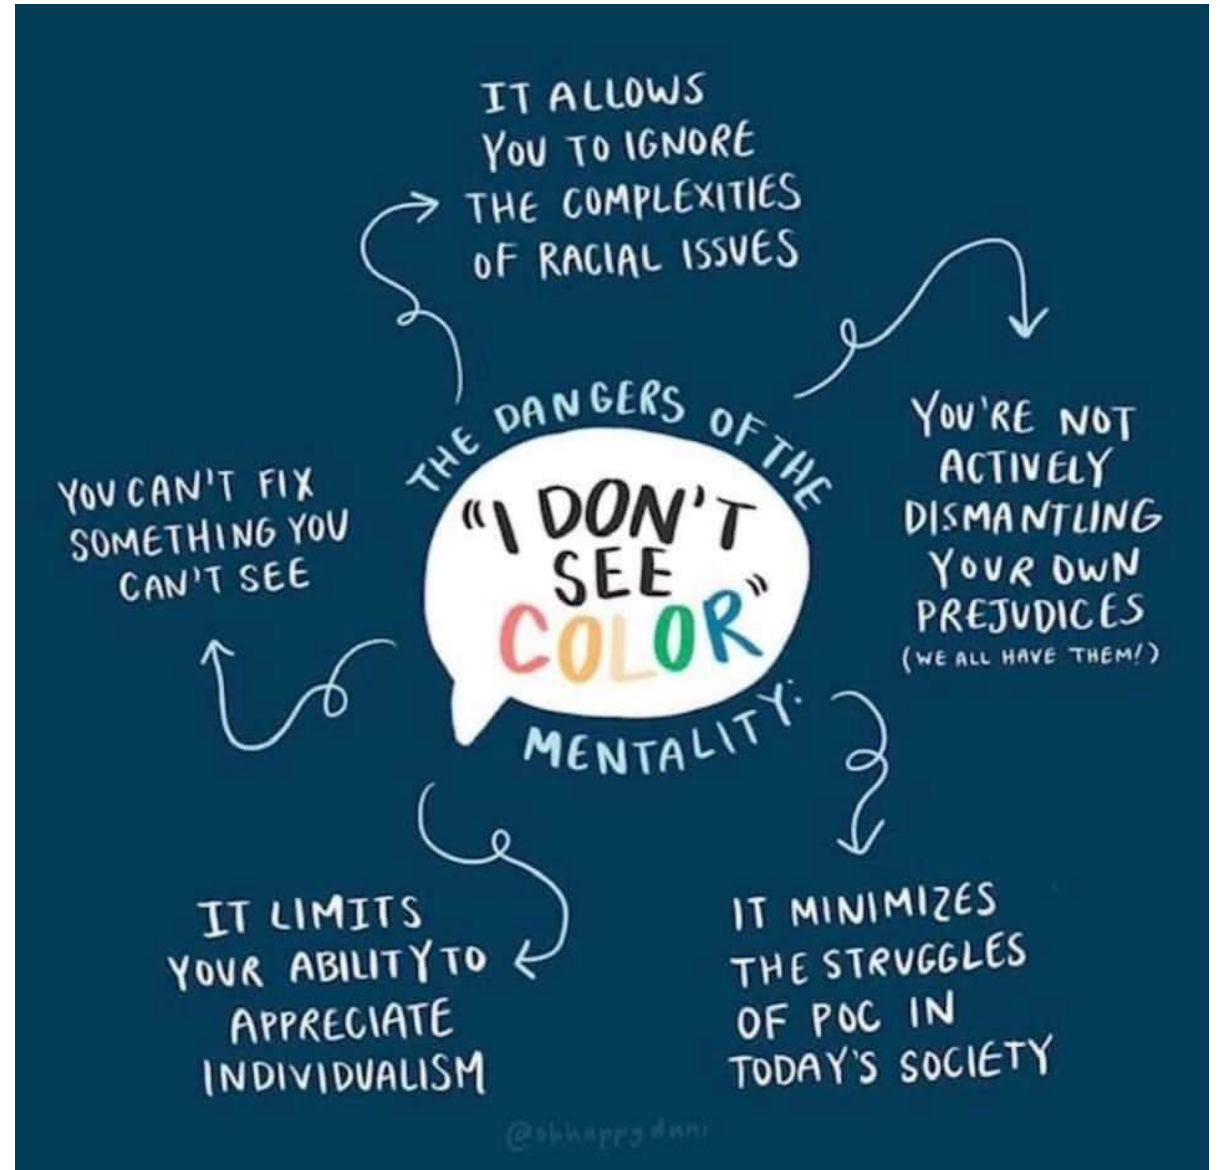 IT ALLOWS
YOU TO IGNORE
THE COMPLEXITIES
OF RACIAL ISSUES
THE DANGERS OF THE
"I DON'T
SEE
COLOR"
MENTALITY:
YOU'RE NOT
ACTIVELY
DISMANTLING
YOUR OWN
PREJUDICES
(WE ALL HAVE THEM!)
YOU CAN'T FIX
SOMETHING YOU
CAN'T SEE
IT LIMITS
YOUR ABILITY TO
APPRECIATE
INDIVIDUALISM
IT MINIMIZES
THE STRUGGLES
OF POC IN
TODAY'S SOCIETY
@ohhappydani